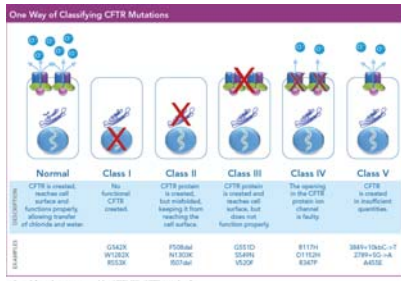 One Way of Classifying CFTR Mutations
Normal
Class I
Class II
Class III
Class IV
Class V
DESCRIPTION
CFTR is created,
reaches cell
surface and
functions properly,
allowing transfer
of chloride and water.
No
functional
CFTR
created.
CFTR protein
is created,
but misfolded,
keeping it from
reaching the
cell surface.
CFTR protein
is created and
reaches cell
surface, but
does not
function properly.
The opening
in the CFTR
protein ion
channel
is faulty.
CFTR
is created
in insufficient
quantities.
EXAMPLES
G542X
W1282X
R553X
F508del
N1303K
I507del
G551D
S549N
V520F
R117H
D1152H
R347P
3849+10kbC->T
2789+5G->A
A455E